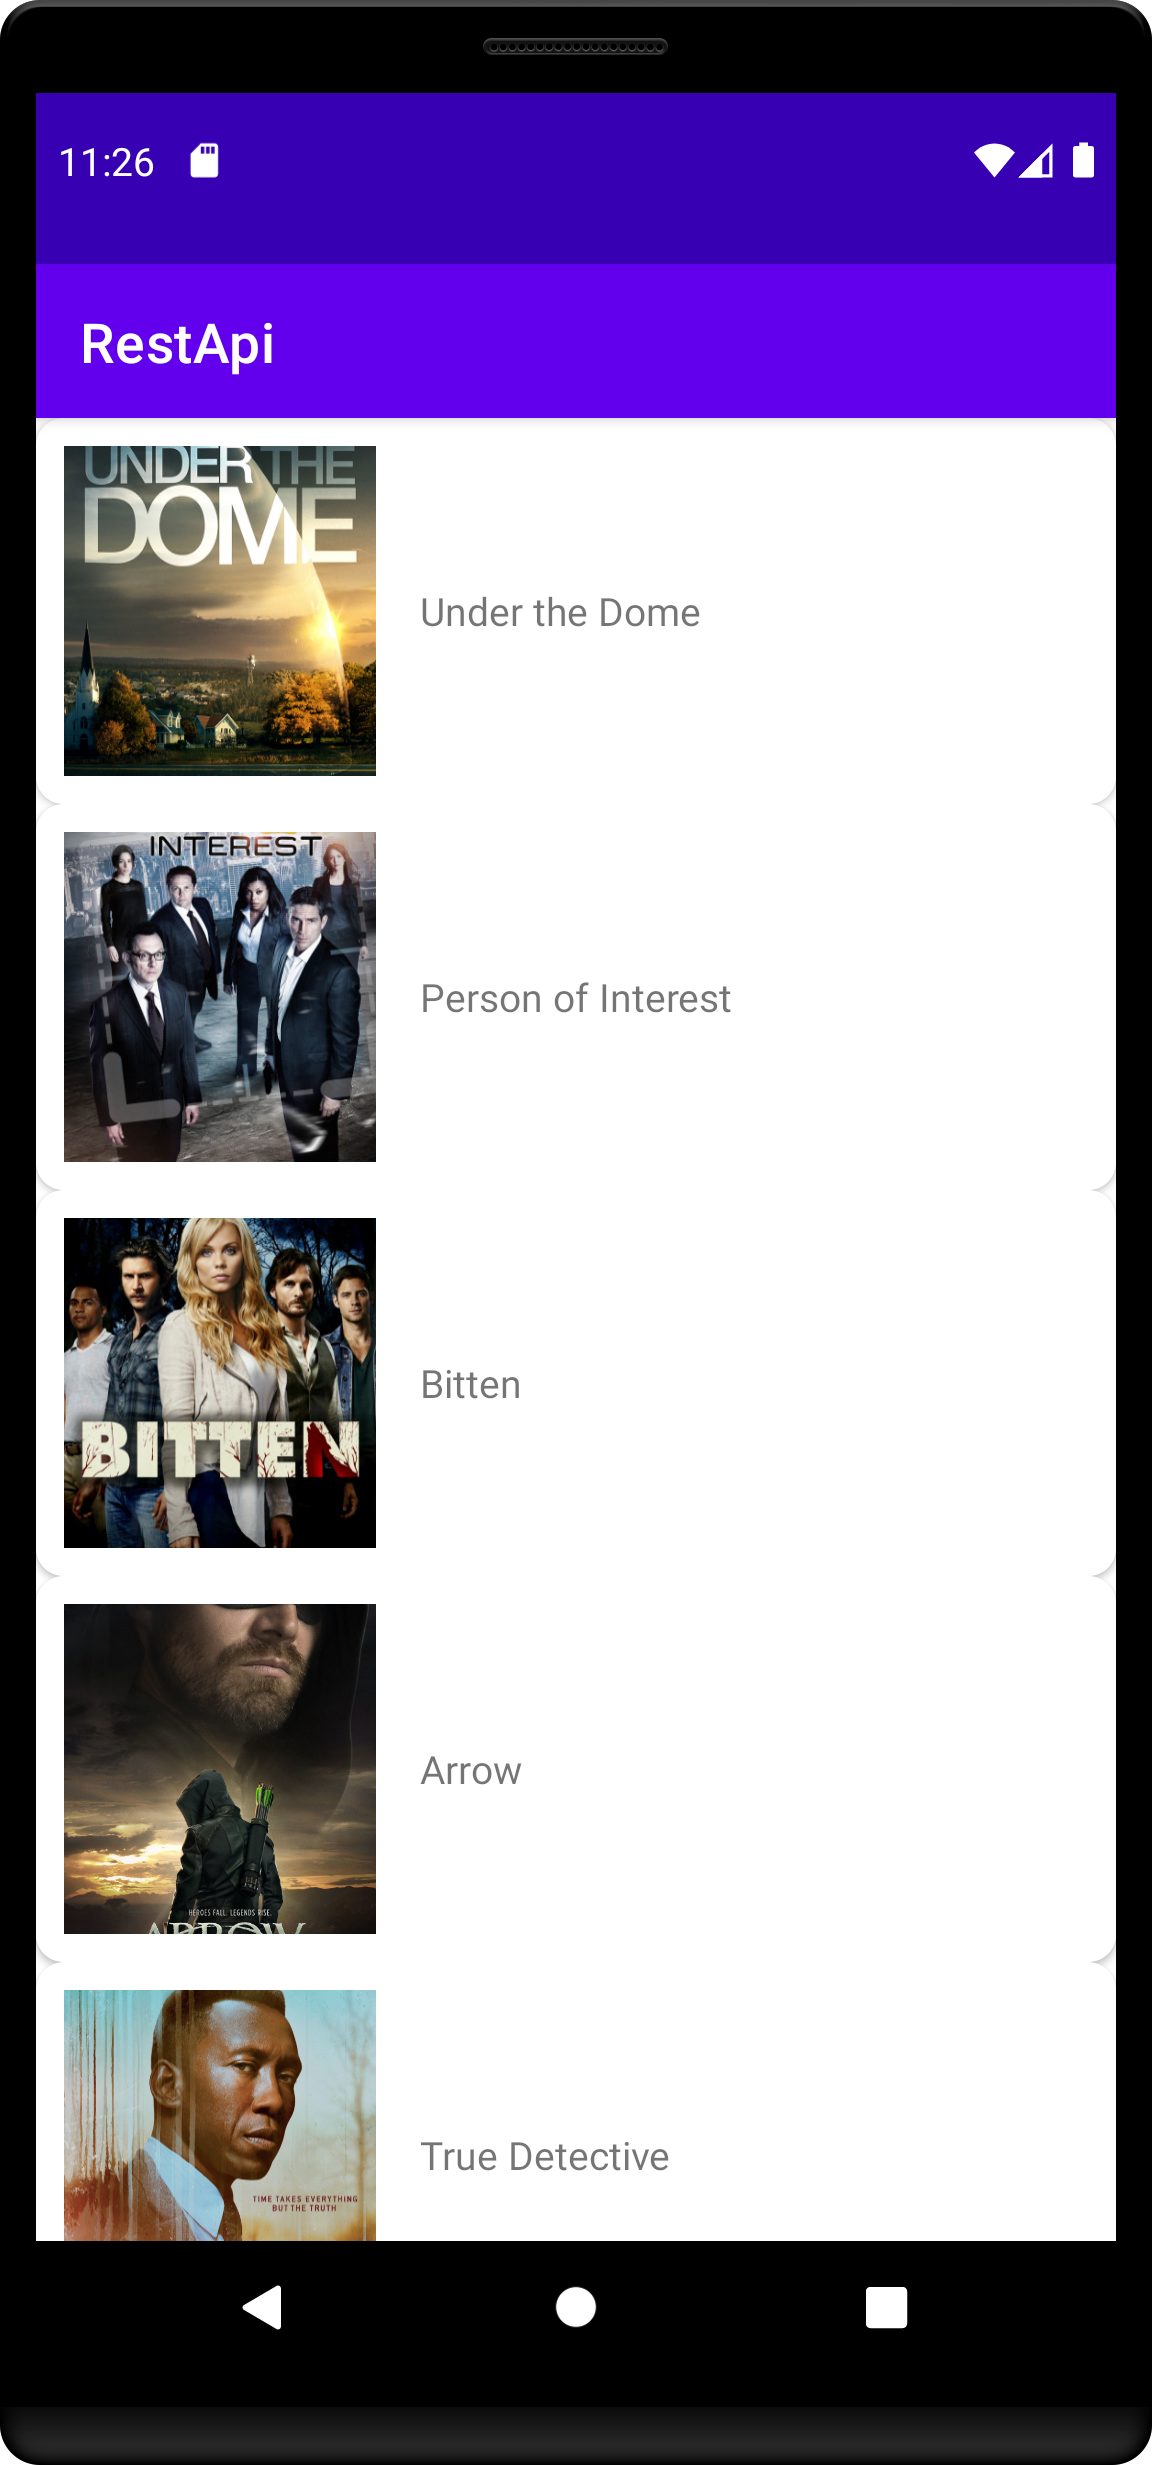 11:26
RestApi
UNDER THE
DOME
Under the Dome
INTEREST
Person of Interest
BITTEN
Bitten
HEROES FALL. LEGENDS RISE.
ARROW
Arrow
TIME TAKES EVERYTHING
BUT THE TRUTH
True Detective